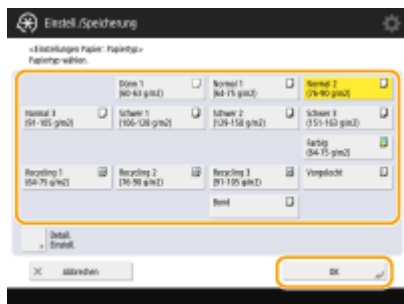 Einstell./Speicherung
<Einstellungen Papier: Papiertyp>
Papiertyp wählen.
Dünn 1
(60-63 g/m2)
Normal 1
(64-75 g/m2)
Normal 2
(76-90 g/m2)
Normal 3
(91-105 g/m2)
Schwer 1
(106-128 g/m2)
Schwer 2
(129-150 g/m2)
Schwer 3
(151-163 g/m2)
Farbig
(64-75 g/m2)
Recycling 1
(64-75 g/m2)
Recycling 2
(76-90 g/m2)
Recycling 3
(91-105 g/m2)
Vorgelocht
Bond
Detail.
Einstell.
Abbrechen
OK